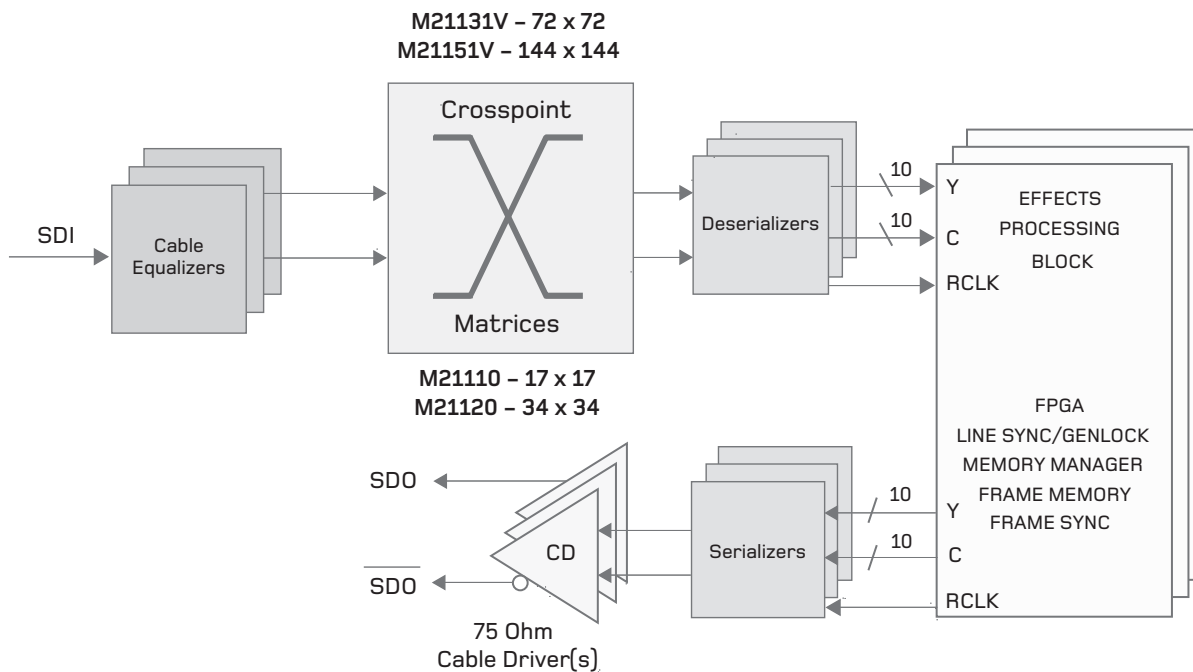 M21131V – 72 x 72
M21151V – 144 x 144
Crosspoint
Matrices
M21110 – 17 x 17
M21120 – 34 x 34
SDI
Cable
Equalizers
Deserializers
10
10
Y
C
RCLK
EFFECTS
PROCESSING
BLOCK
FPGA
LINE SYNC/GENLOCK
MEMORY MANAGER
FRAME MEMORY
FRAME SYNC
Y
C
RCLK
10
10
Serializers
CD
SDO
SDO
75 Ohm
Cable Driver(s)